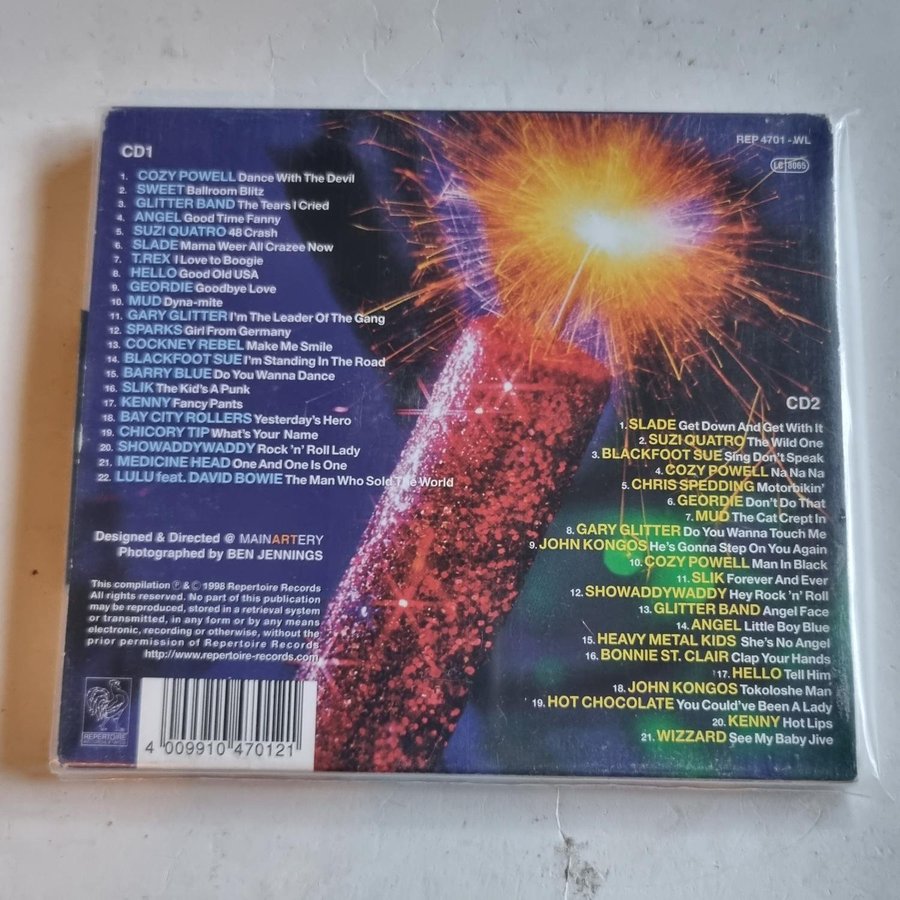 REP 4701 - WL
LC 8065
CD1
1. COZY POWELL Dance With The Devil
2. SWEET Ballroom Blitz
3. GLITTER BAND The Tears I Cried
4. ANGEL Good Time Fanny
5. SUZI QUATRO 48 Crash
6. SLADE Mama Weer All Crazee Now
7. T.REX I Love to Boogie
8. HELLO Good Old USA
9. GEORDIE Goodbye Love
10. MUD Dyna-mite
11. GARY GLITTER I'm The Leader Of The Gang
12. SPARKS Girl From Germany
13. COCKNEY REBEL Make Me Smile
14. BLACKFOOT SUE I'm Standing In The Road
15. BARRY BLUE Do You Wanna Dance
16. SLIK The Kid's A Punk
17. KENNY Fancy Pants
18. BAY CITY ROLLERS Yesterday's Hero
19. CHICORY TIP What's Your Name
20. SHOWADDYWADDY Rock 'n' Roll Lady
21. MEDICINE HEAD One And One Is One
22. LULU feat. DAVID BOWIE The Man Who Sold The World
CD2
1. SLADE Get Down And Get With It
2. SUZI QUATRO The Wild One
3. BLACKFOOT SUE Sing Don't Speak
4. COZY POWELL Na Na Na
5. CHRIS SPEDDING Motorbikin'
6. GEORDIE Don't Do That
7. MUD The Cat Crept In
8. GARY GLITTER Do You Wanna Touch Me
9. JOHN KONGOS He's Gonna Step On You Again
10. COZY POWELL Man In Black
11. SLIK Forever And Ever
12. SHOWADDYWADDY Hey Rock 'n' Roll
13. GLITTER BAND Angel Face
14. ANGEL Little Boy Blue
15. HEAVY METAL KIDS She's No Angel
16. BONNIE ST. CLAIR Clap Your Hands
17. HELLO Tell Him
18. JOHN KONGOS Tokoloshe Man
19. HOT CHOCOLATE You Could've Been A Lady
20. KENNY Hot Lips
21. WIZZARD See My Baby Jive
Designed & Directed @ MAINARTERY
Photographed by BEN JENNINGS
This compilation ℗ & © 1998 Repertoire Records
All rights reserved. No part of this publication
may be reproduced, stored in a retrieval system
or transmitted, in any form or by any means
electronic, recording or otherwise, without the
prior permission of Repertoire Records
http://www.repertoire-records.com
REPERTOIRE
4 009910 470121